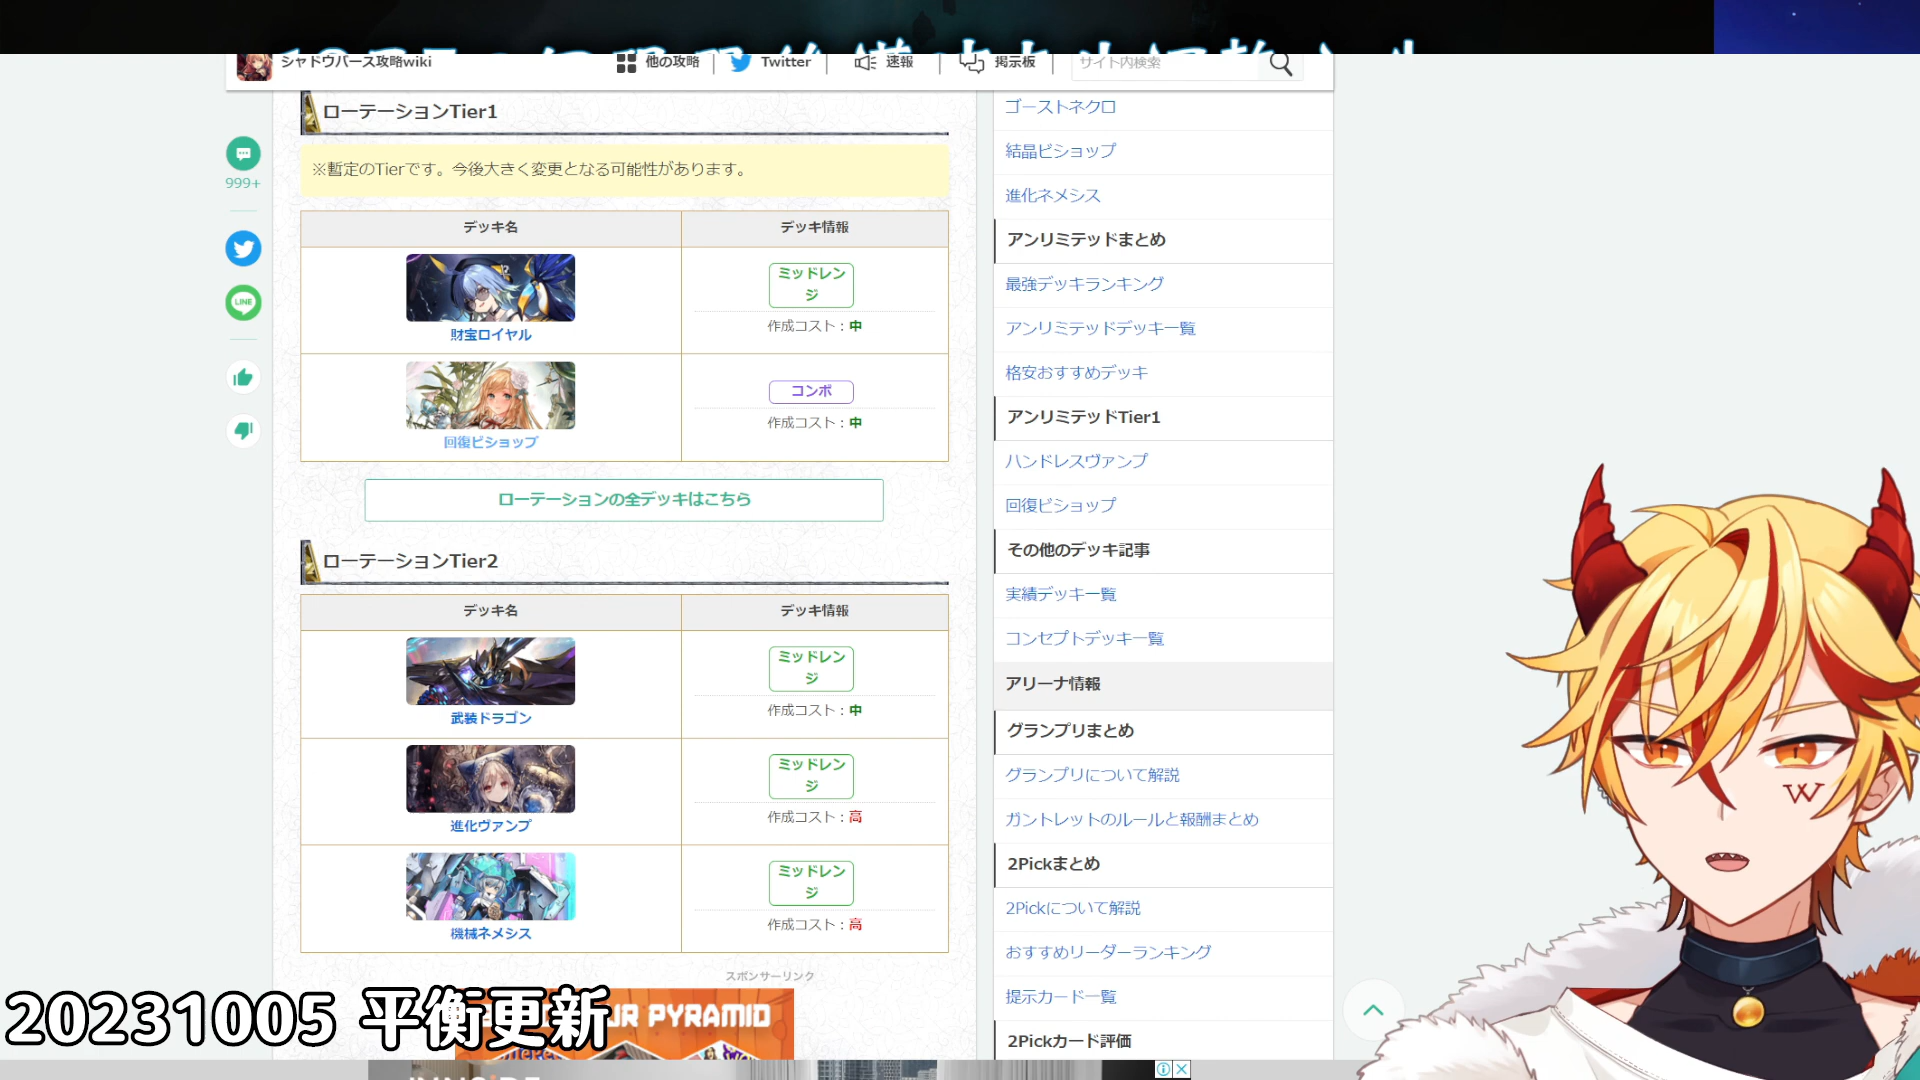 シャドウバース攻略wiki
他の攻略
Twitter
速報
掲示板
サイト内検索
ローテーションTier1
※暫定のTierです。今後大きく変更となる可能性があります。
デッキ名
デッキ情報
財宝ロイヤル
ミッドレン
ジ
作成コスト：中
回復ビショップ
コンボ
作成コスト：中
ローテーションの全デッキはこちら
ローテーションTier2
デッキ名
デッキ情報
武装ドラゴン
ミッドレン
ジ
作成コスト：中
進化ヴァンプ
ミッドレン
ジ
作成コスト：高
機械ネメシス
ミッドレン
ジ
作成コスト：高
スポンサーリンク
999+
LINE
ゴーストネクロ
結晶ビショップ
進化ネメシス
アンリミテッドまとめ
最強デッキランキング
アンリミテッドデッキ一覧
格安おすすめデッキ
アンリミテッドTier1
ハンドレスヴァンプ
回復ビショップ
その他のデッキ記事
実績デッキ一覧
コンセプトデッキ一覧
アリーナ情報
グランプリまとめ
グランプリについて解説
ガントレットのルールと報酬まとめ
2Pickまとめ
2Pickについて解説
おすすめリーダーランキング
提示カード一覧
2Pickカード評価
W
20231005 平衡更新
PYRAMID